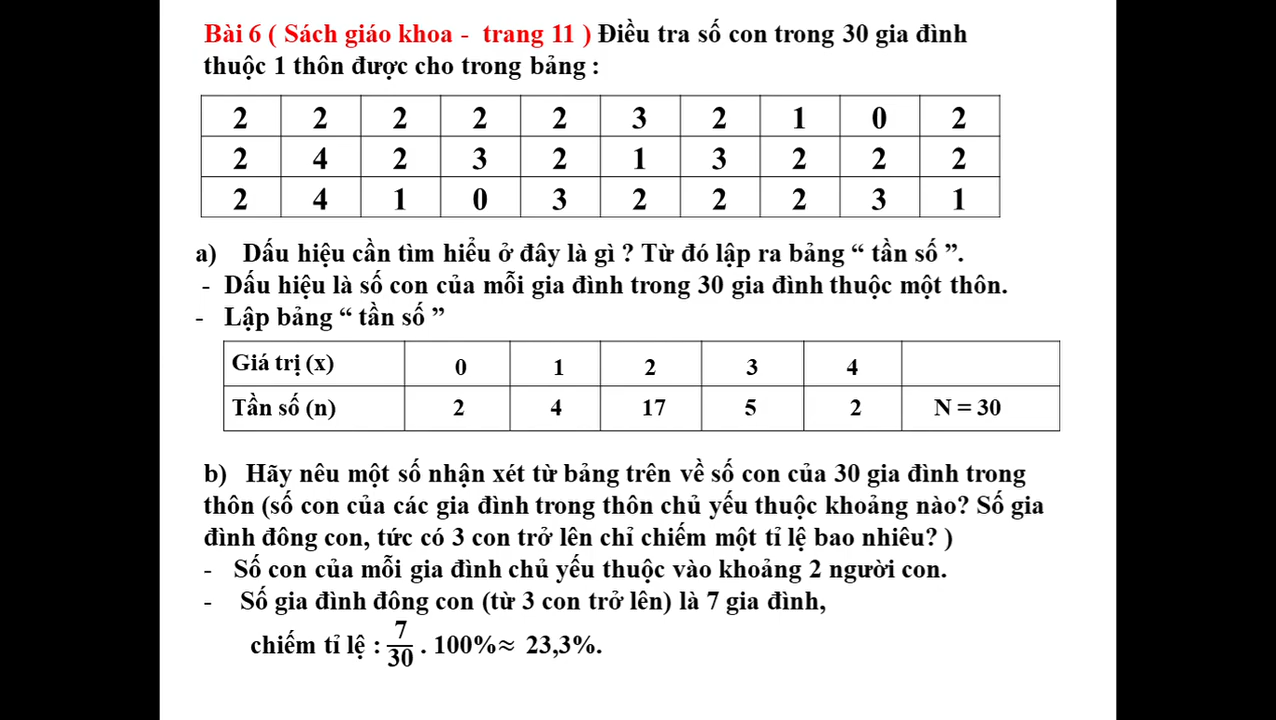 Bài 6 ( Sách giáo khoa - trang 11 ) Điều tra số con trong 30 gia đình
thuộc 1 thôn được cho trong bảng :
2 2 2 2 2 3 2 1 0 2
2 4 2 3 2 1 3 2 2 2
2 4 1 0 3 2 2 2 3 1
a) Dấu hiệu cần tìm hiểu ở đây là gì ? Từ đó lập ra bảng “ tần số ”.
- Dấu hiệu là số con của mỗi gia đình trong 30 gia đình thuộc một thôn.
- Lập bảng “ tần số ”
Giá trị (x) 0 1 2 3 4
Tần số (n) 2 4 17 5 2 N = 30
b) Hãy nêu một số nhận xét từ bảng trên về số con của 30 gia đình trong
thôn (số con của các gia đình trong thôn chủ yếu thuộc khoảng nào? Số gia
đình đông con, tức có 3 con trở lên chỉ chiếm một tỉ lệ bao nhiêu? )
- Số con của mỗi gia đình chủ yếu thuộc vào khoảng 2 người con.
- Số gia đình đông con (từ 3 con trở lên) là 7 gia đình,
chiếm tỉ lệ : 7/30 . 100%≈ 23,3%.